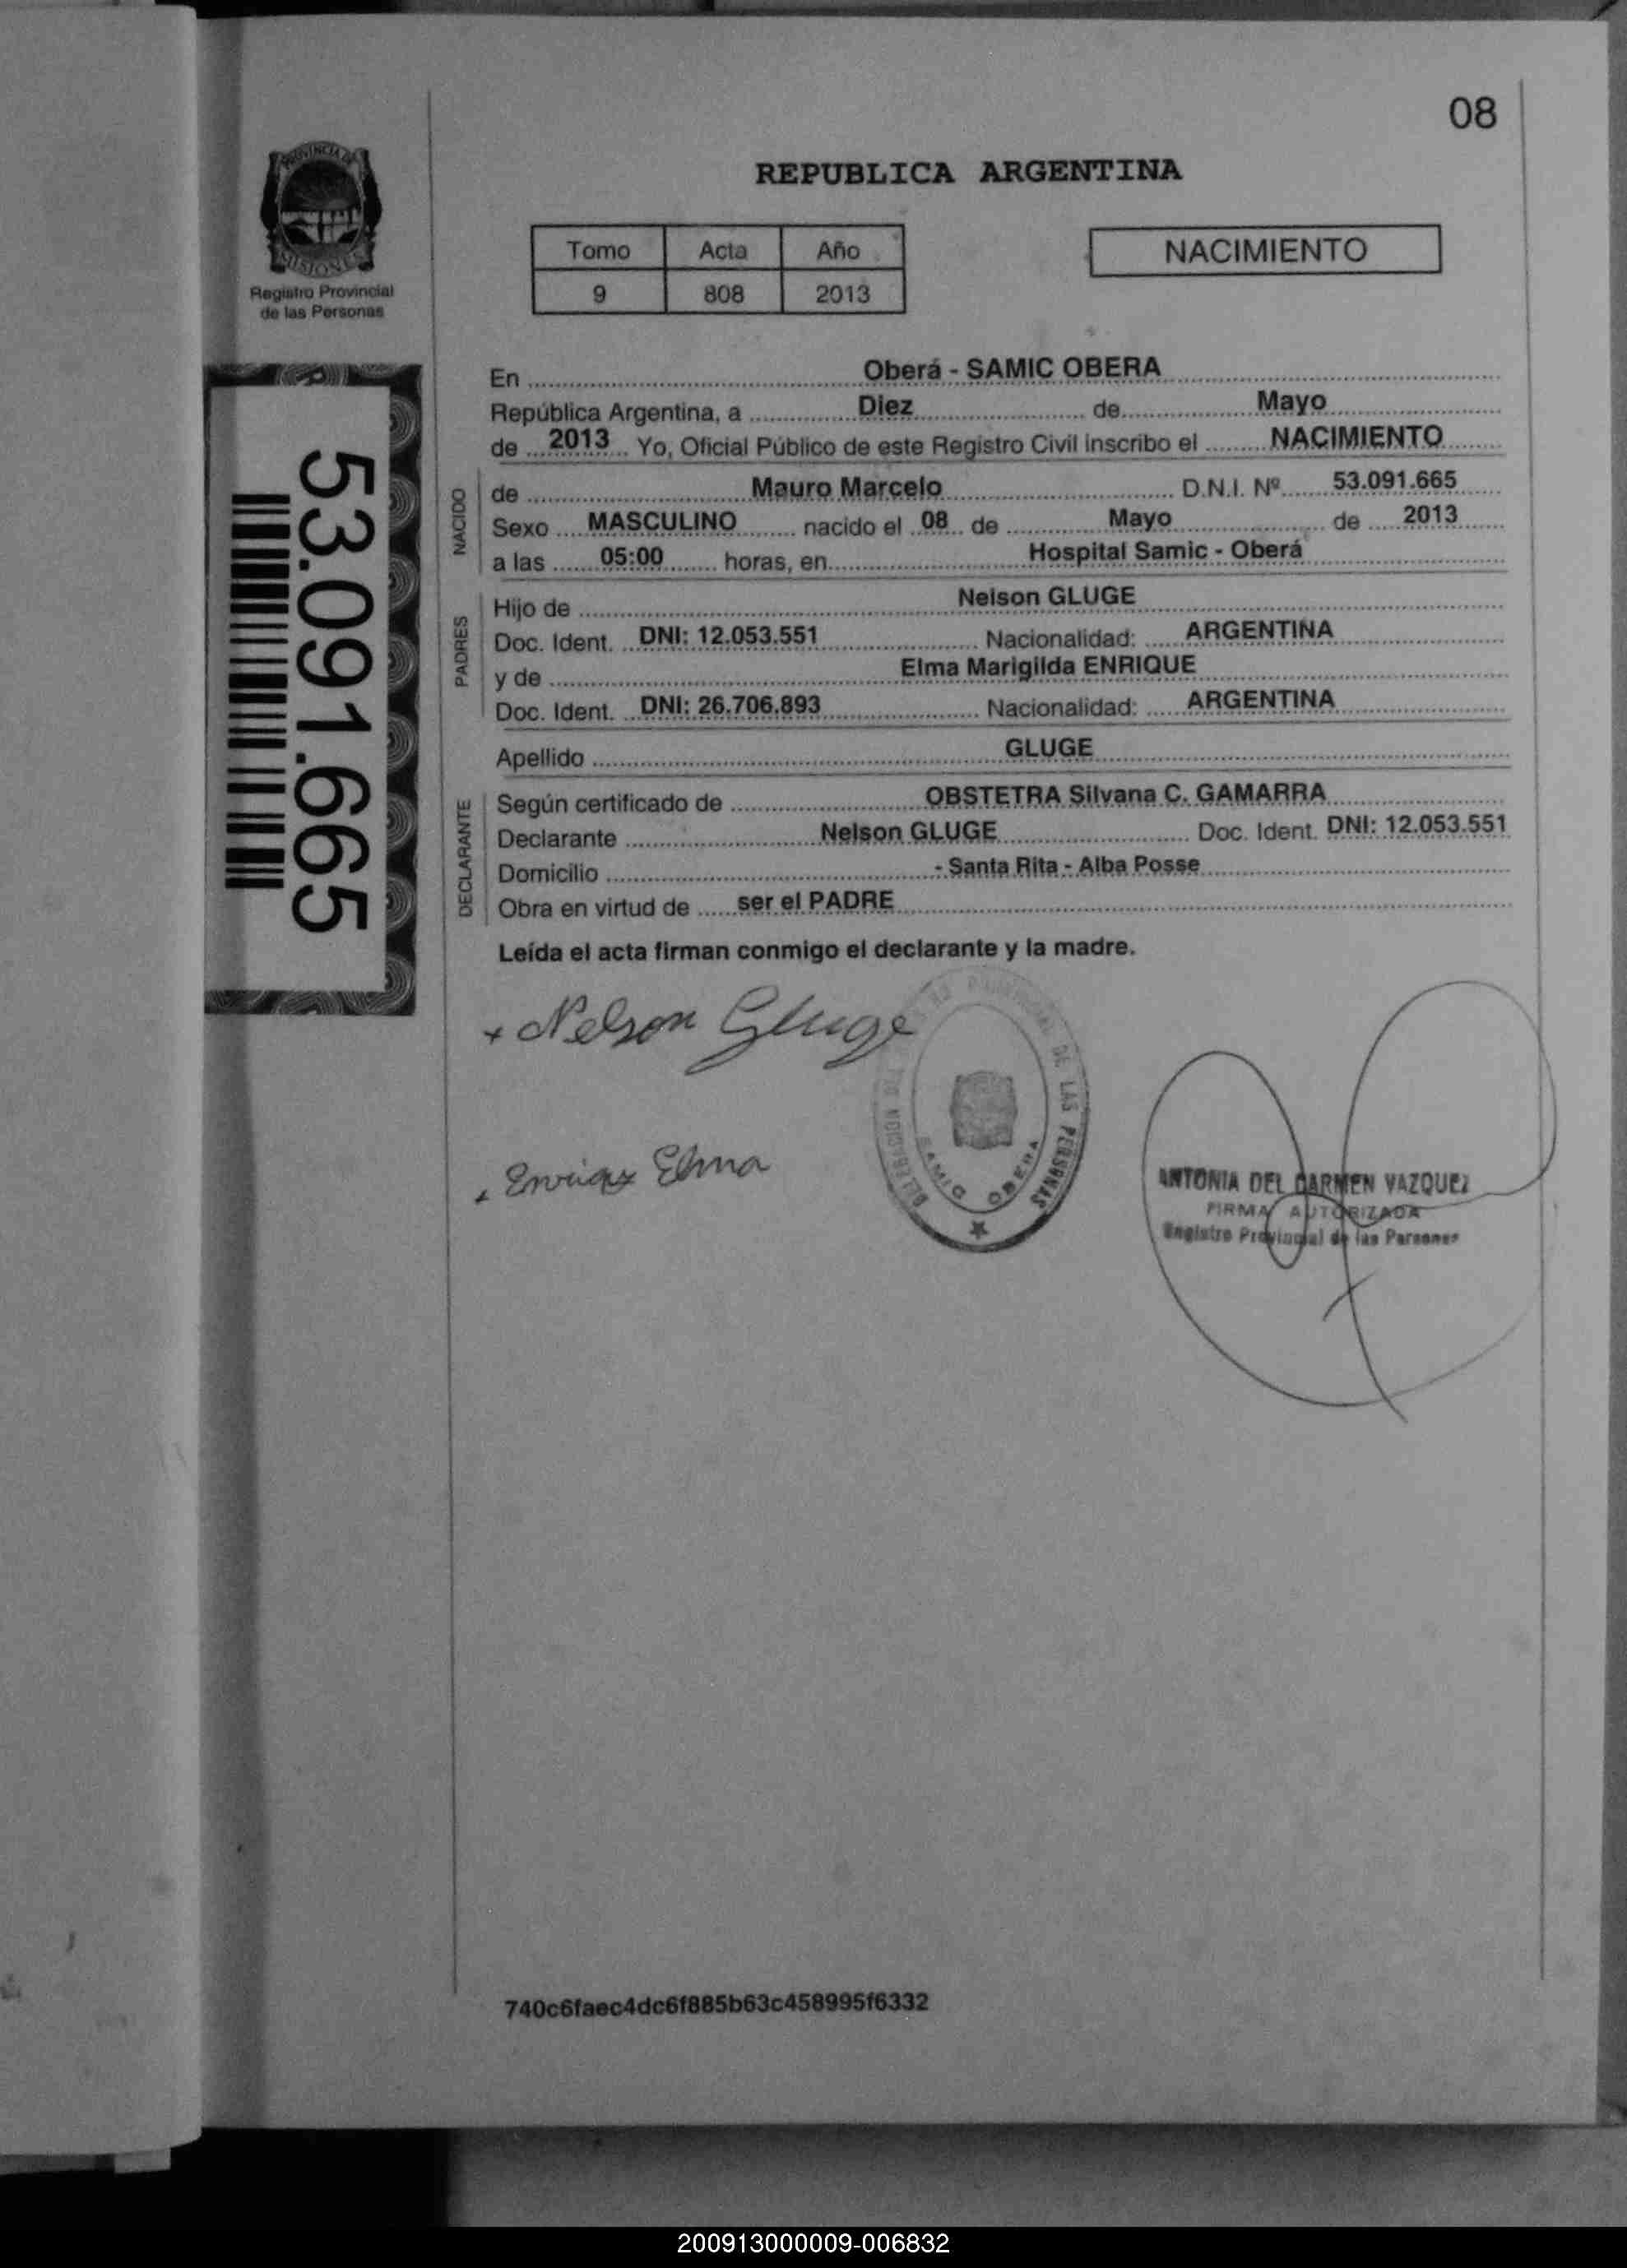 08
PROVINCIA DE
MISIONES
Registro Provincial
de las Personas
REPUBLICA ARGENTINA
Tomo Acta Año
9 808 2013
NACIMIENTO
53.091.665
En Oberá - SAMIC OBERA
República Argentina, a Diez de Mayo
de 2013 Yo, Oficial Público de este Registro Civil inscribo el NACIMIENTO
NACIDO
de Mauro Marcelo D.N.I. Nº 53.091.665
Sexo MASCULINO nacido el 08 de Mayo de 2013
a las 05:00 horas, en Hospital Samic - Oberá
PADRES
Hijo de Nelson GLUGE
Doc. Ident. DNI: 12.053.551 Nacionalidad: ARGENTINA
y de Elma Marigilda ENRIQUE
Doc. Ident. DNI: 26.706.893 Nacionalidad: ARGENTINA
Apellido GLUGE
DECLARANTE
Según certificado de OBSTETRA Silvana C. GAMARRA
Declarante Nelson GLUGE Doc. Ident. DNI: 12.053.551
Domicilio - Santa Rita - Alba Posse
Obra en virtud de ser el PADRE
Leída el acta firman conmigo el declarante y la madre.
+ Nelson Gluge
DE LAS PERSONAS
SAMIC OBERA
Elma
ANTONIA DEL CARMEN VAZQUEZ
FIRMA AUTORIZADA
Registro Provincial de las Personas
740c6faec4dc6f885b63c458995f6332
200913000009-006832